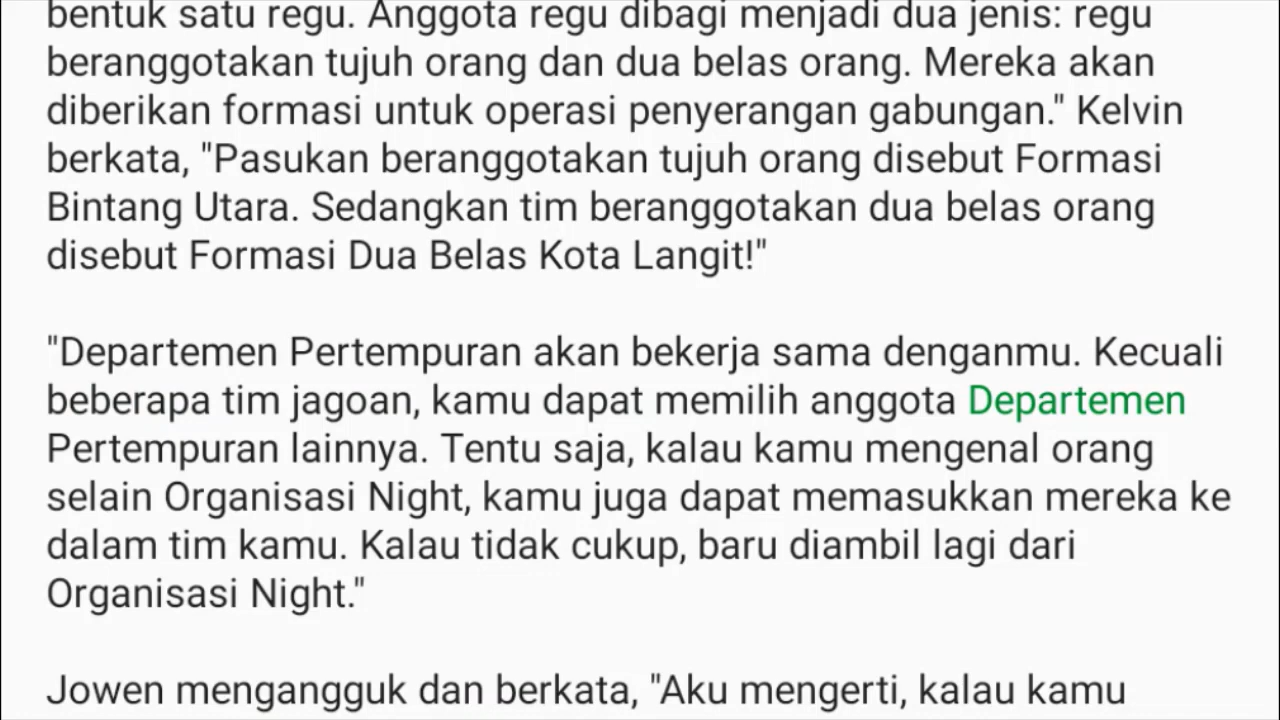 bentuk satu regu. Anggota regu dibagi menjadi dua jenis: regu
beranggotakan tujuh orang dan dua belas orang. Mereka akan
diberikan formasi untuk operasi penyerangan gabungan." Kelvin
berkata, "Pasukan beranggotakan tujuh orang disebut Formasi
Bintang Utara. Sedangkan tim beranggotakan dua belas orang
disebut Formasi Dua Belas Kota Langit!"
"Departemen Pertempuran akan bekerja sama denganmu. Kecuali
beberapa tim jagoan, kamu dapat memilih anggota Departemen
Pertempuran lainnya. Tentu saja, kalau kamu mengenal orang
selain Organisasi Night, kamu juga dapat memasukkan mereka ke
dalam tim kamu. Kalau tidak cukup, baru diambil lagi dari
Organisasi Night."
Jowen mengangguk dan berkata, "Aku mengerti, kalau kamu